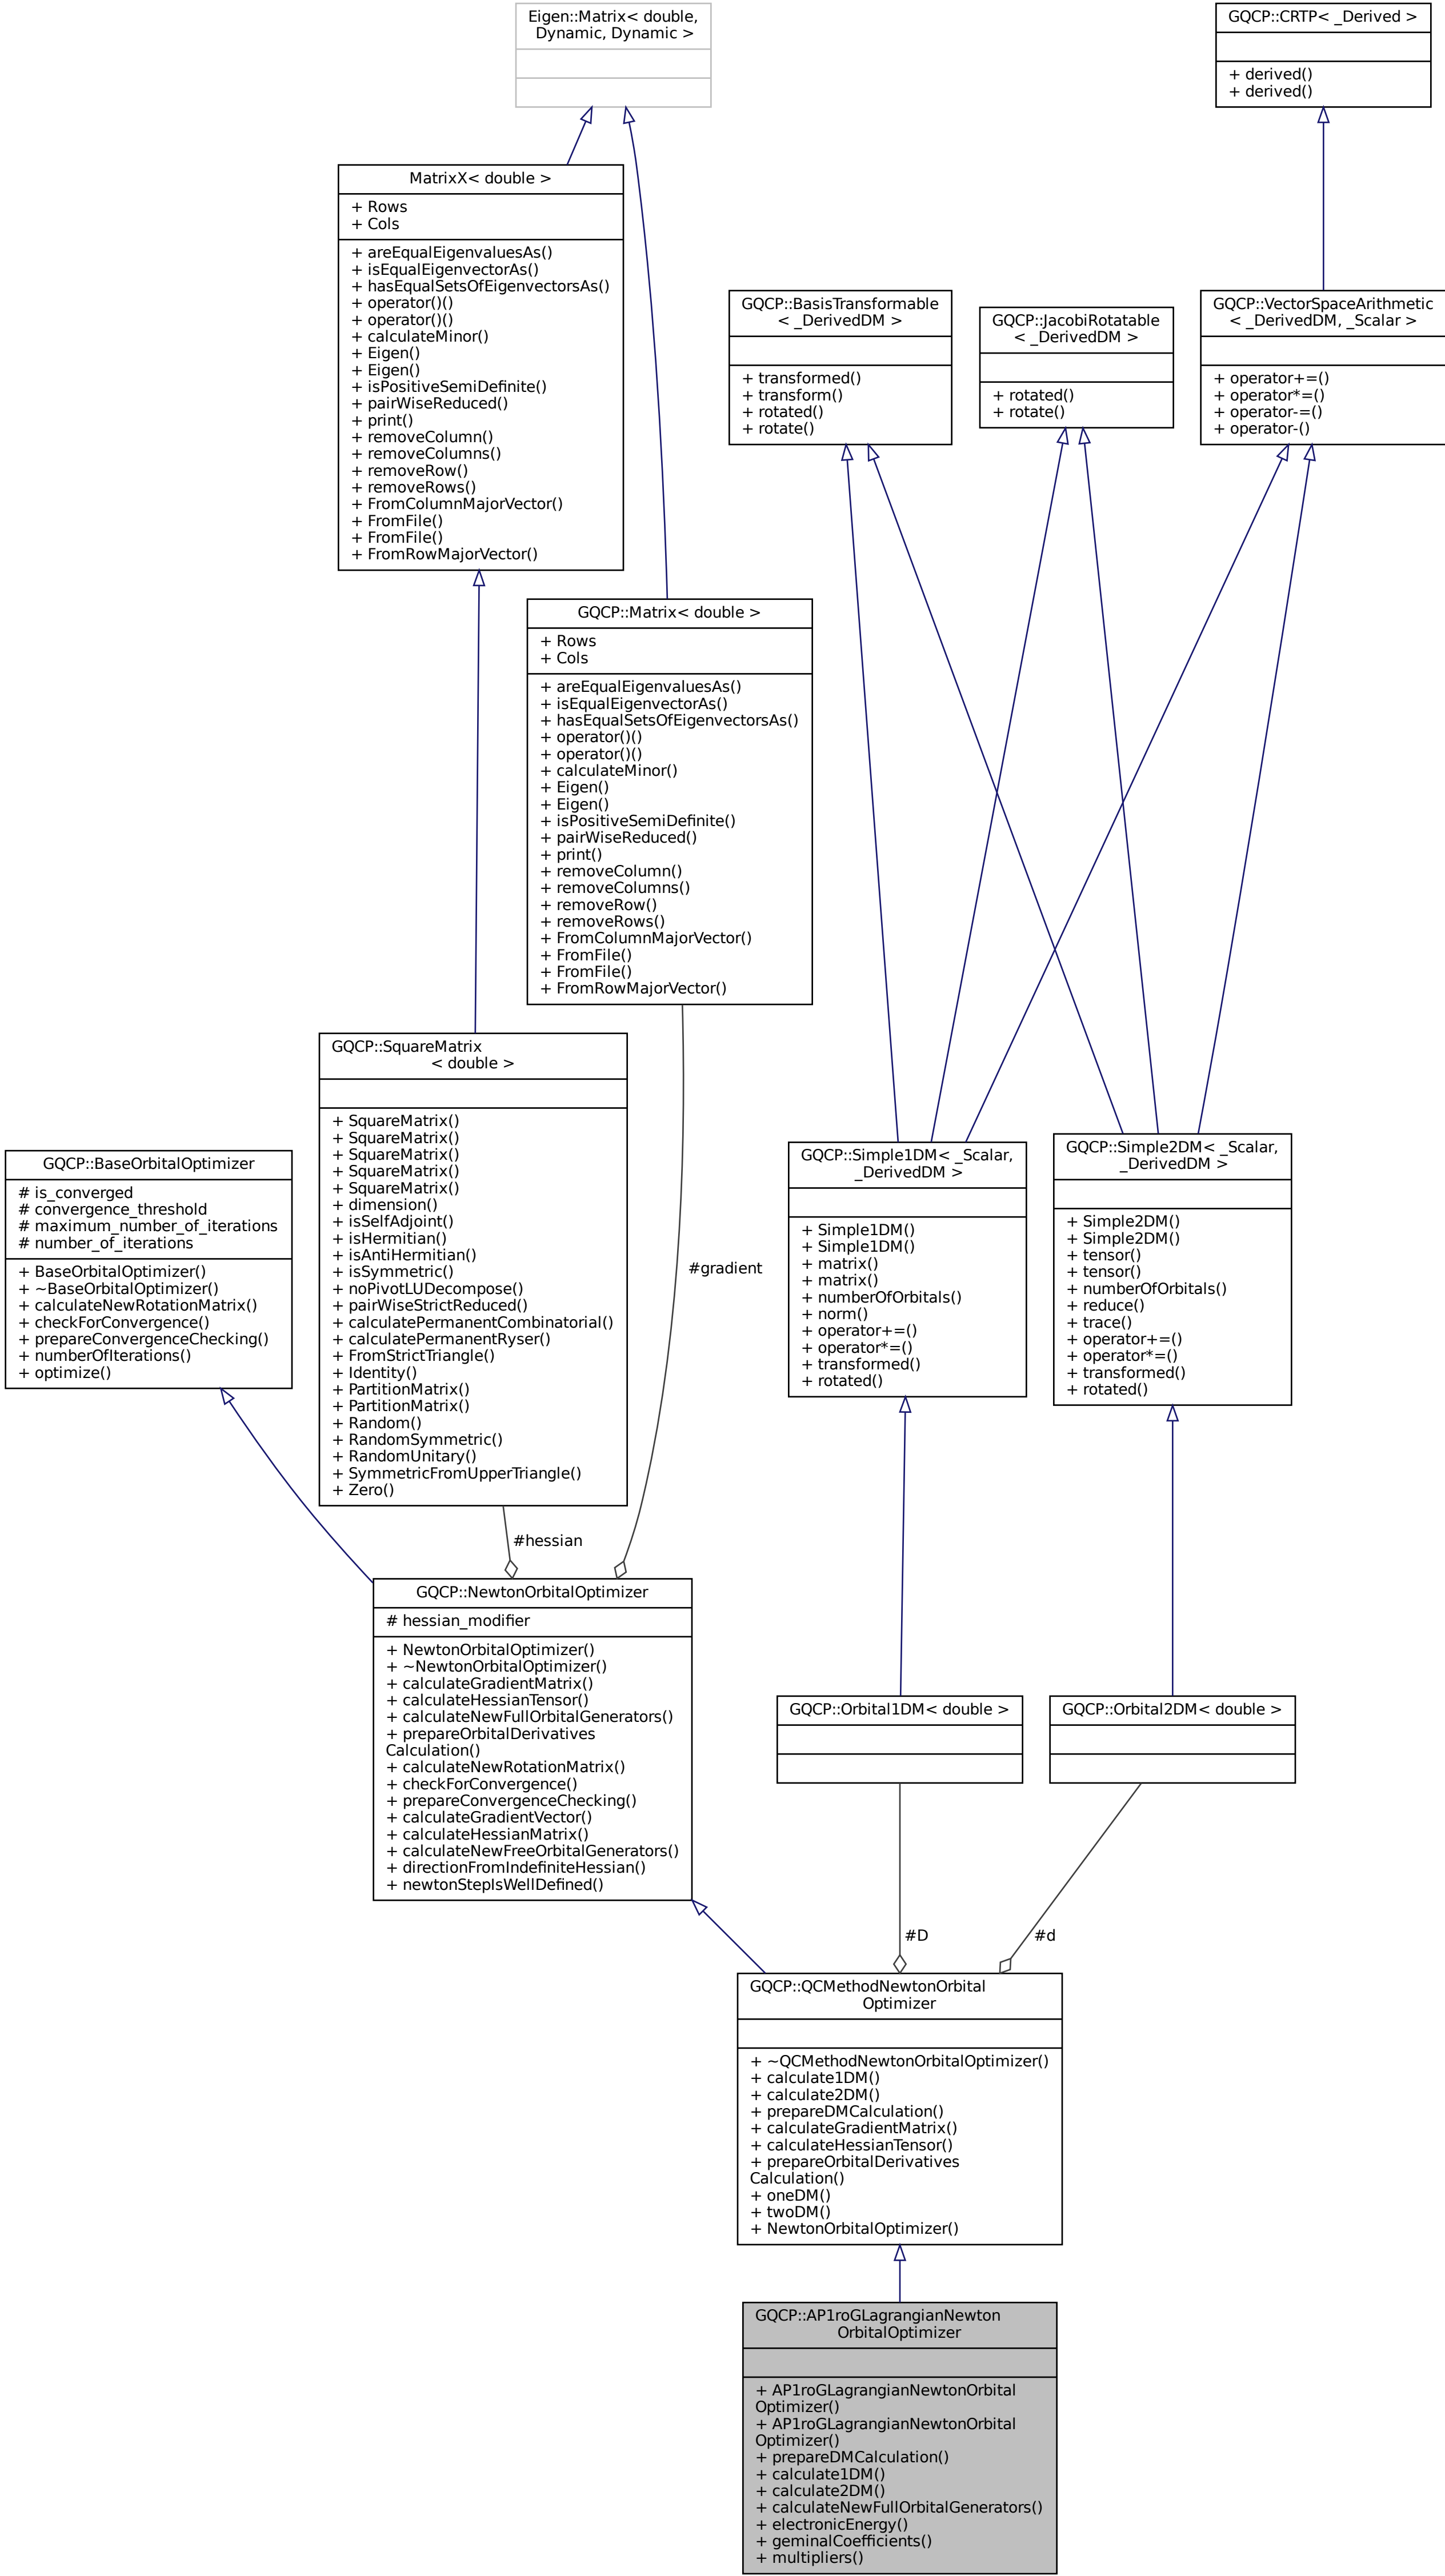 Eigen::Matrix< double,
Dynamic, Dynamic >
GQCP::CRTP< _Derived >
+ derived()
+ derived()
MatrixX< double >
+ Rows
+ Cols
+ areEqualEigenvaluesAs()
+ isEqualEigenvectorAs()
+ hasEqualSetsOfEigenvectorsAs()
+ operator()()
+ operator()()
+ calculateMinor()
+ Eigen()
+ Eigen()
+ isPositiveSemiDefinite()
+ pairWiseReduced()
+ print()
+ removeColumn()
+ removeColumns()
+ removeRow()
+ removeRows()
+ FromColumnMajorVector()
+ FromFile()
+ FromFile()
+ FromRowMajorVector()
GQCP::BasisTransformable
< _DerivedDM >
+ transformed()
+ transform()
+ rotated()
+ rotate()
GQCP::JacobiRotatable
< _DerivedDM >
+ rotated()
+ rotate()
GQCP::VectorSpaceArithmetic
< _DerivedDM, _Scalar >
+ operator+=()
+ operator*=()
+ operator-=()
+ operator-()
GQCP::Matrix< double >
+ Rows
+ Cols
+ areEqualEigenvaluesAs()
+ isEqualEigenvectorAs()
+ hasEqualSetsOfEigenvectorsAs()
+ operator()()
+ operator()()
+ calculateMinor()
+ Eigen()
+ Eigen()
+ isPositiveSemiDefinite()
+ pairWiseReduced()
+ print()
+ removeColumn()
+ removeColumns()
+ removeRow()
+ removeRows()
+ FromColumnMajorVector()
+ FromFile()
+ FromFile()
+ FromRowMajorVector()
GQCP::SquareMatrix
< double >
+ SquareMatrix()
+ SquareMatrix()
+ SquareMatrix()
+ SquareMatrix()
+ SquareMatrix()
+ dimension()
+ isSelfAdjoint()
+ isHermitian()
+ isAntiHermitian()
+ isSymmetric()
+ noPivotLUDecompose()
+ pairWiseStrictReduced()
+ calculatePermanentCombinatorial()
+ calculatePermanentRyser()
+ FromStrictTriangle()
+ Identity()
+ PartitionMatrix()
+ PartitionMatrix()
+ Random()
+ RandomSymmetric()
+ RandomUnitary()
+ SymmetricFromUpperTriangle()
+ Zero()
GQCP::BaseOrbitalOptimizer
# is_converged
# convergence_threshold
# maximum_number_of_iterations
# number_of_iterations
+ BaseOrbitalOptimizer()
+ ~BaseOrbitalOptimizer()
+ calculateNewRotationMatrix()
+ checkForConvergence()
+ prepareConvergenceChecking()
+ numberOfIterations()
+ optimize()
GQCP::Simple1DM< _Scalar,
_DerivedDM >
+ Simple1DM()
+ Simple1DM()
+ matrix()
+ matrix()
+ numberOfOrbitals()
+ norm()
+ operator+=()
+ operator*=()
+ transformed()
+ rotated()
GQCP::Simple2DM< _Scalar,
_DerivedDM >
+ Simple2DM()
+ Simple2DM()
+ tensor()
+ tensor()
+ numberOfOrbitals()
+ reduce()
+ trace()
+ operator+=()
+ operator*=()
+ transformed()
+ rotated()
#gradient
#hessian
GQCP::NewtonOrbitalOptimizer
# hessian_modifier
+ NewtonOrbitalOptimizer()
+ ~NewtonOrbitalOptimizer()
+ calculateGradientMatrix()
+ calculateHessianTensor()
+ calculateNewFullOrbitalGenerators()
+ prepareOrbitalDerivatives
Calculation()
+ calculateNewRotationMatrix()
+ checkForConvergence()
+ prepareConvergenceChecking()
+ calculateGradientVector()
+ calculateHessianMatrix()
+ calculateNewFreeOrbitalGenerators()
+ directionFromIndefiniteHessian()
+ newtonStepIsWellDefined()
GQCP::Orbital1DM< double >
GQCP::Orbital2DM< double >
#D
#d
GQCP::QCMethodNewtonOrbital
Optimizer
+ ~QCMethodNewtonOrbitalOptimizer()
+ calculate1DM()
+ calculate2DM()
+ prepareDMCalculation()
+ calculateGradientMatrix()
+ calculateHessianTensor()
+ prepareOrbitalDerivatives
Calculation()
+ oneDM()
+ twoDM()
+ NewtonOrbitalOptimizer()
GQCP::AP1roGLagrangianNewton
OrbitalOptimizer
+ AP1roGLagrangianNewtonOrbital
Optimizer()
+ AP1roGLagrangianNewtonOrbital
Optimizer()
+ prepareDMCalculation()
+ calculate1DM()
+ calculate2DM()
+ calculateNewFullOrbitalGenerators()
+ electronicEnergy()
+ geminalCoefficients()
+ multipliers()